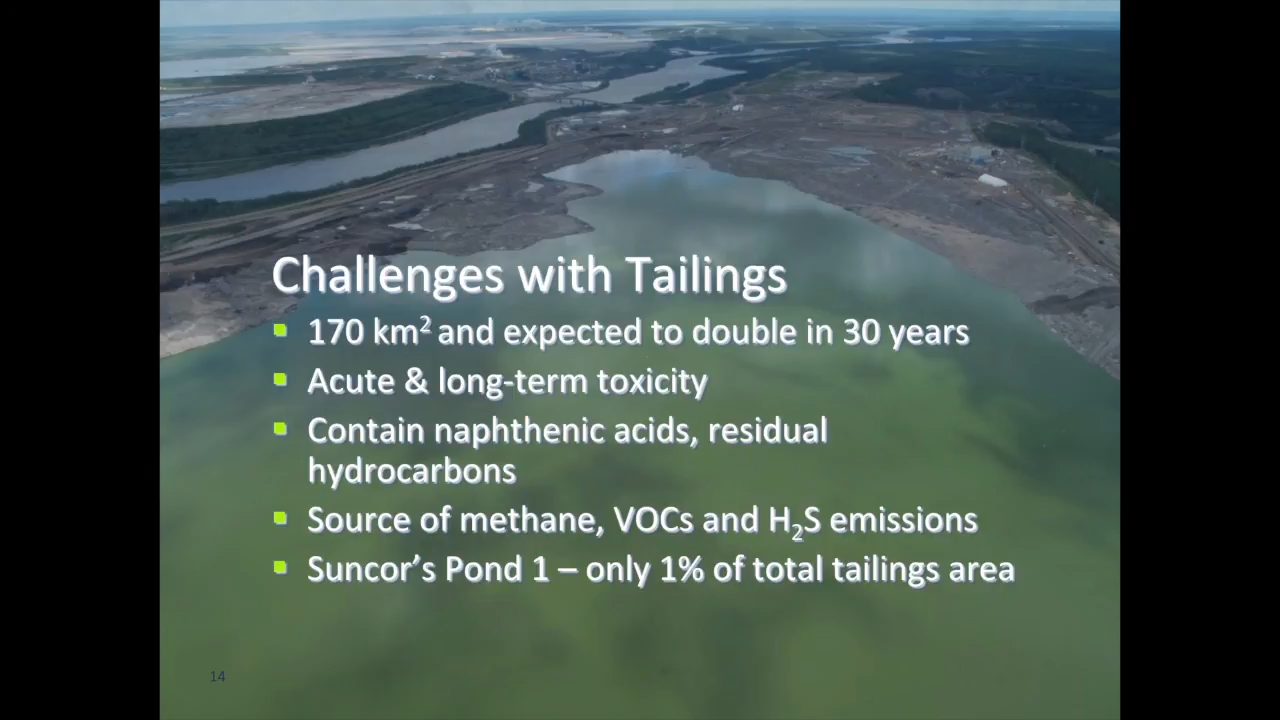 Challenges with Tailings
170 km² and expected to double in 30 years
Acute & long-term toxicity
Contain naphthenic acids, residual
hydrocarbons
Source of methane, VOCs and H₂S emissions
Suncor’s Pond 1 – only 1% of total tailings area
14